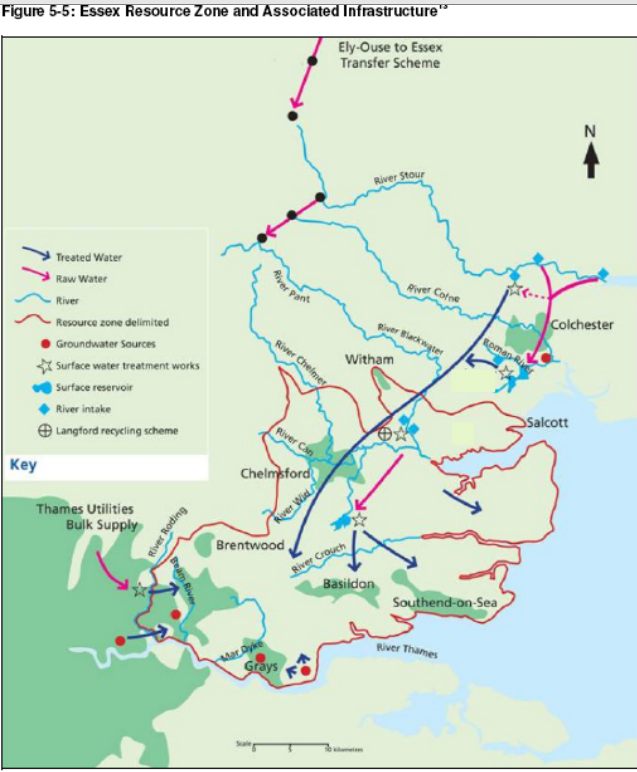 Figure 5-5: Essex Resource Zone and Associated Infrastructure¹³
Ely-Ouse to Essex
Transfer Scheme
N
River Stour
Treated Water
Raw Water
River
Resource zone delimited
Groundwater Sources
Surface water treatment works
Surface reservoir
River intake
Langford recycling scheme
Key
River Pant
River Colne
River Blackwater
Colchester
Roman River
River Chelmer
Witham
Salcott
River Can
Chelmsford
River Wid
Thames Utilities
Bulk Supply
River Roding
Brentwood
River Crouch
Beam River
Basildon
Southend-on-Sea
Mar Dyke
Grays
River Thames
Scale
0 5 10 Kilometres